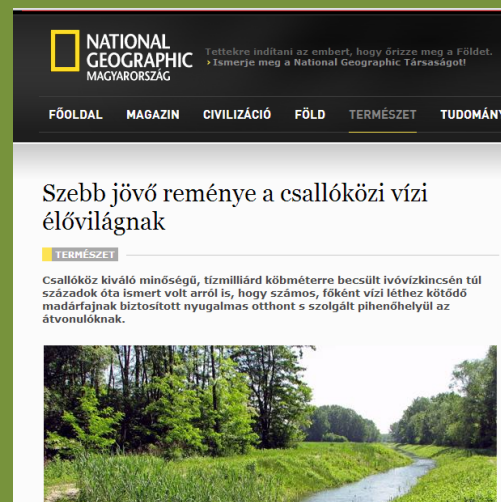 NATIONAL
GEOGRAPHIC
MAGYARORSZÁG
Tettekre indítani az embert, hogy őrizze meg a Földet.
› Ismerje meg a National Geographic Társaságot!
FŐOLDAL MAGAZIN CIVILIZÁCIÓ FÖLD TERMÉSZET TUDOMÁNY
Szebb jövő reménye a csallóközi vízi
élővilágnak
TERMÉSZET
Csallóköz kiváló minőségű, tízmilliárd köbméterre becsült ivóvízkincsén túl
századok óta ismert volt arról is, hogy számos, főként vízi léthez kötődő
madárfajnak biztosított nyugalmas otthont s szolgált pihenőhelyül az
átvonulóknak.